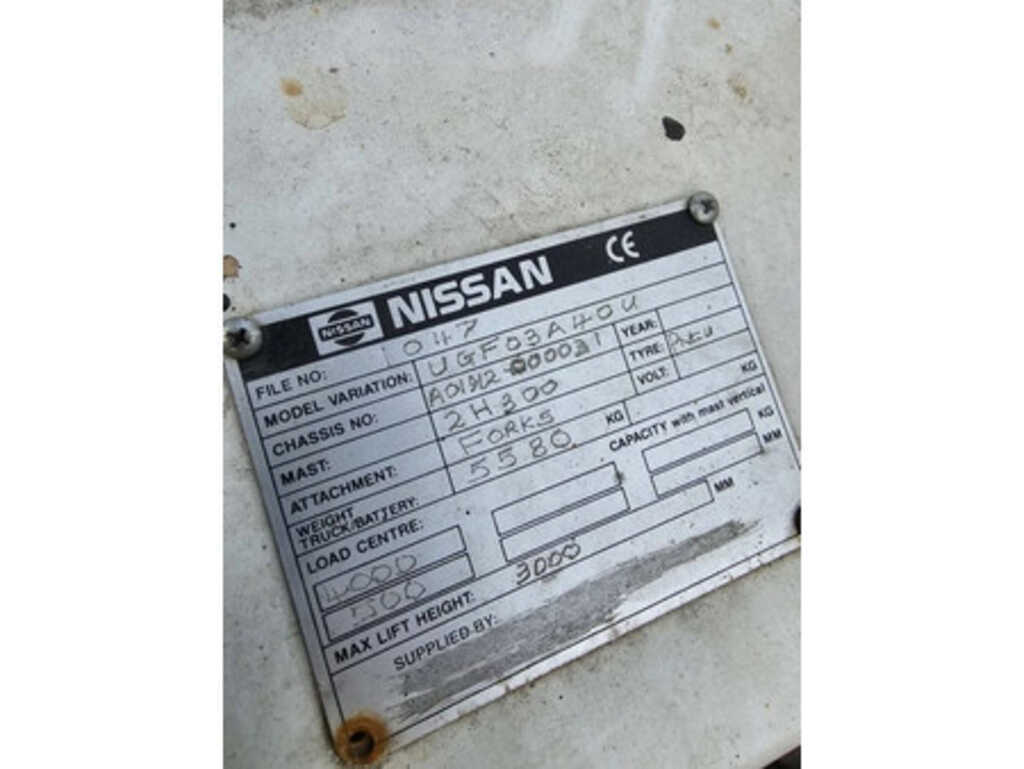 NISSAN NISSAN CE
FILE NO: 047
MODEL VARIATION: UGF03A40U YEAR:
CHASSIS NO: TYRE:
MAST: 2H300 VOLT:
ATTACHMENT: FORKS
WEIGHT TRUCK/BATTERY: 5580 KG KG
LOAD CENTRE: CAPACITY with mast vertical
4000 KG
500 MM
MAX LIFT HEIGHT: 3000 MM
SUPPLIED BY: